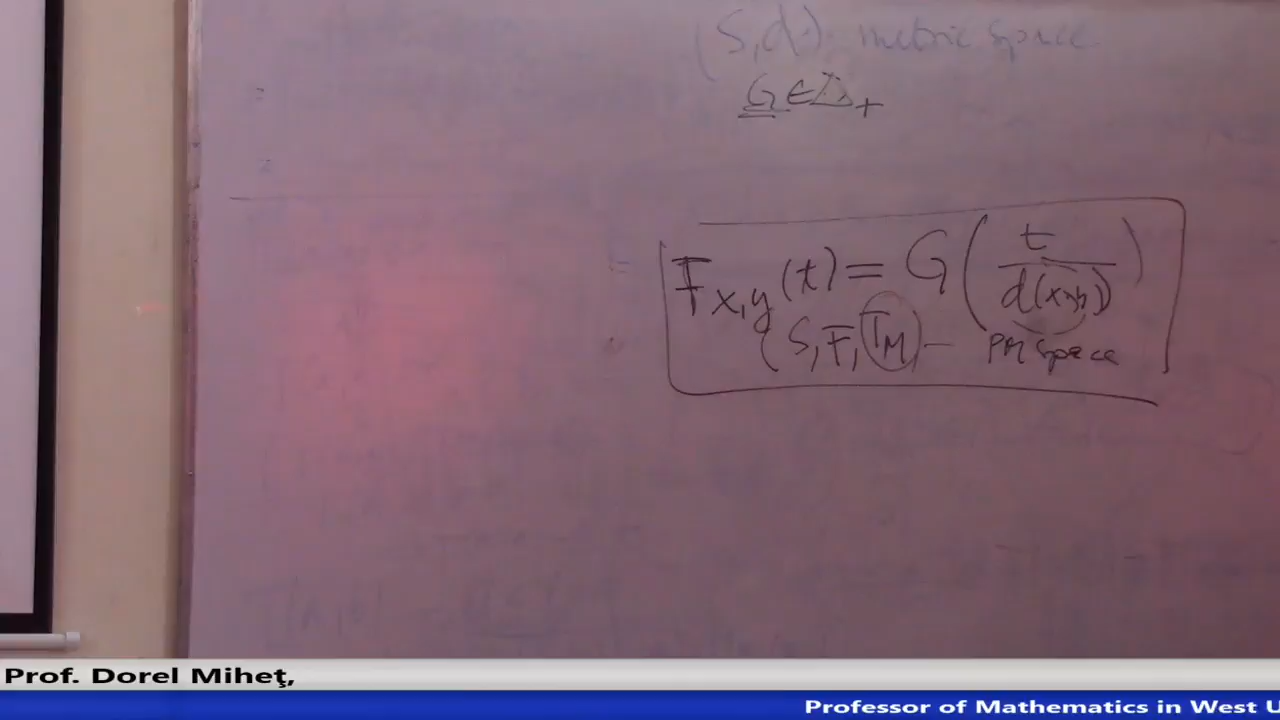 (S,d) metric space
G ∈ D₊
F_{x,y}(t) = G(t/d(x,y))
(S, F, T_M) – PM space
Prof. Dorel Miheţ,
Professor of Mathematics in West U